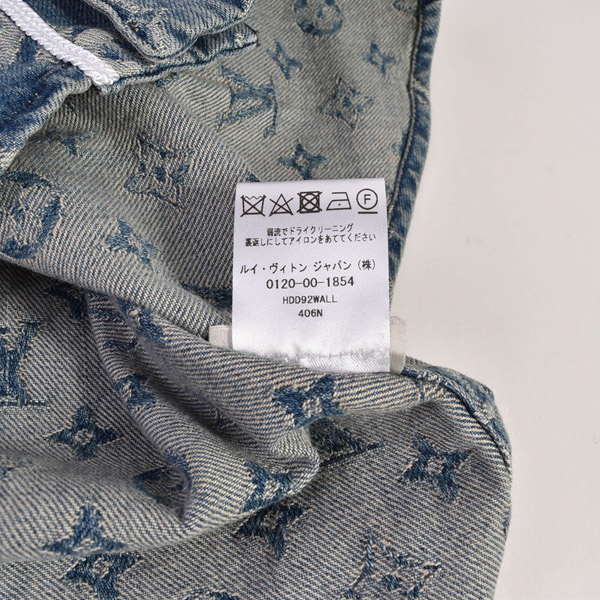 F
弱流でドライクリーニング
裏返しにしてアイロンをあててください
ルイ・ヴィトン ジャパン (株)
0120-00-1854
HDD92WALL
406N